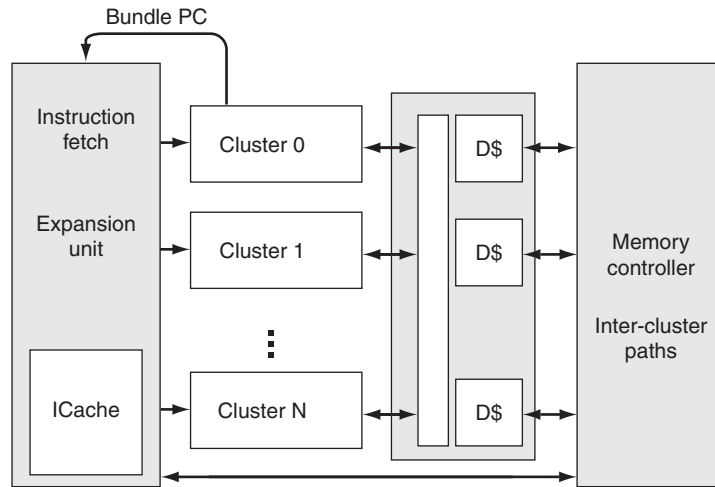 Bundle PC
Instruction
fetch
Expansion
unit
ICache
Cluster 0
Cluster 1
Cluster N
D$
D$
D$
Memory
controller
Inter-cluster
paths